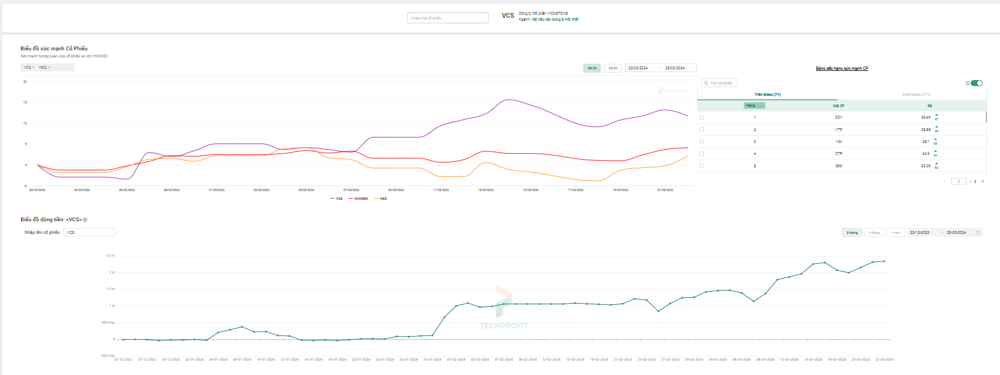 Nhập mã cổ phiếu
VCS
Công ty Cổ phần VICOSTONE
Ngành: Vật liệu xây dựng & Nội thất
Biểu đồ sức mạnh Cổ Phiếu
Sức mạnh tương quan của cổ phiếu so với VNINDEX
VCS × HSG ×
RS 20 RS 60 22-02-2024 → 23-03-2024
Bảng xếp hạng sức mạnh CP
Tìm cổ phiếu
TECHPROFIT
Trên Index (71) Dưới Index (171)
Hạng Mã CP RS
1 DDV 29,69 27
2 VTP 25,55 48
3 VGI 25,1 53
4 CTR 24,9 54
5 S99 23,09 62
< 1 / 3 >
20
15
10
5
0
-5
22/02/2024 24/02/2024 26/02/2024 28/02/2024 01/03/2024 03/03/2024 05/03/2024 07/03/2024 09/03/2024 11/03/2024 13/03/2024 15/03/2024 17/03/2024 19/03/2024 21/03/2024
VCS VNINDEX HSG
Biểu đồ dòng tiền: <VCS>
Nhập tên cổ phiếu VCS
3 tháng 6 tháng 1 năm 23-12-2023 → 23-03-2024
2.5 tỷ
2 tỷ
1.5 tỷ
1 tỷ
500 triệu
0
-500 triệu
TECHPROFIT
25-12-2023 27-12-2023 29-12-2023 02-01-2024 04-01-2024 08-01-2024 10-01-2024 12-01-2024 16-01-2024 18-01-2024 22-01-2024 24-01-2024 26-01-2024 30-01-2024 01-02-2024 05-02-2024 07-02-2024 09-02-2024 13-02-2024 15-02-2024 19-02-2024 21-02-2024 23-02-2024 27-02-2024 29-02-2024 04-03-2024 06-03-2024 08-03-2024 12-03-2024 14-03-2024 18-03-2024 20-03-2024 22-03-2024